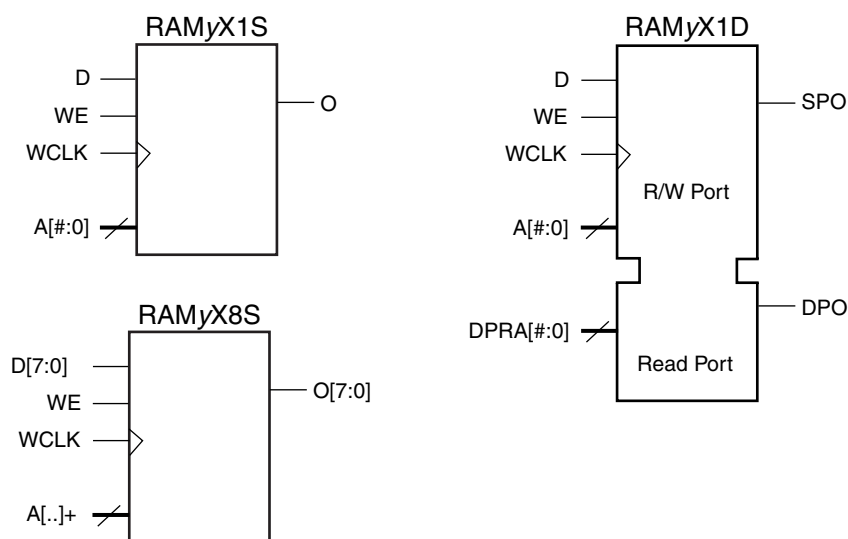 RAMyX1S
D
WE
WCLK
A[#:0]
O
RAMyX8S
D[7:0]
WE
WCLK
A[..]+
O[7:0]
RAMyX1D
D
WE
WCLK
A[#:0]
R/W Port
SPO
DPRA[#:0]
Read Port
DPO